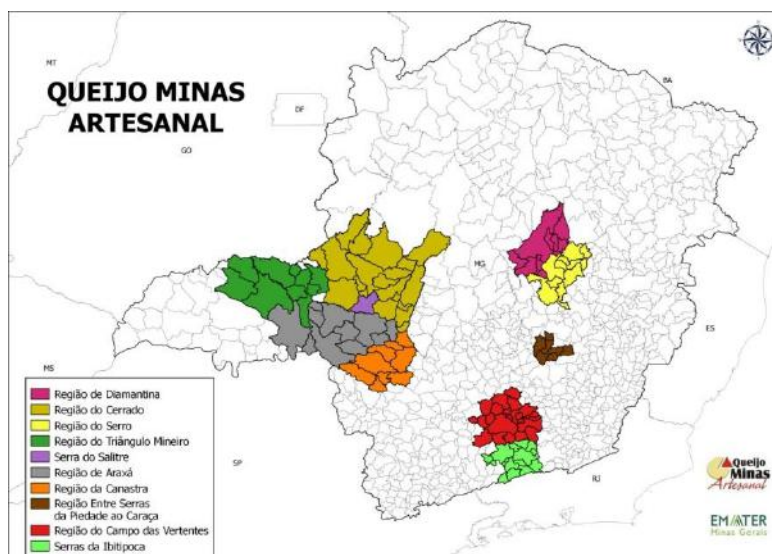 QUEIJO MINAS
ARTESANAL
MT
DF
GO
BA
MG
ES
MS
SP
RJ
Região de Diamantina
Região do Cerrado
Região do Serro
Região do Triângulo Mineiro
Serra do Salitre
Região de Araxá
Região da Canastra
Região Entre Serras
da Piedade ao Caraça
Região do Campo das Vertentes
Serras da Ibitipoca
Queijo
Minas
Artesanal
EMATER
Minas Gerais